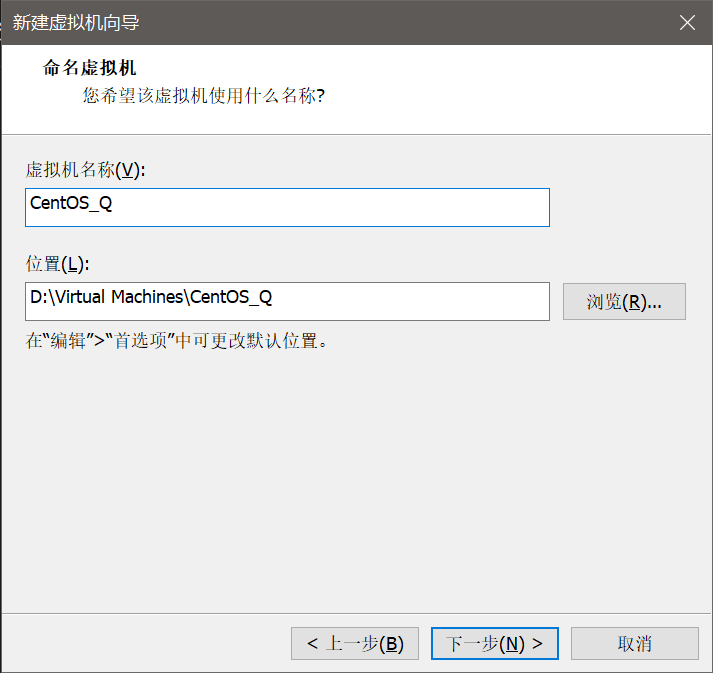 新建虚拟机向导
命名虚拟机
您希望该虚拟机使用什么名称?
虚拟机名称(V):
CentOS_Q
位置(L):
D:\Virtual Machines\CentOS_Q
浏览(R)...
在“编辑”>“首选项”中可更改默认位置。
< 上一步(B)
下一步(N) >
取消